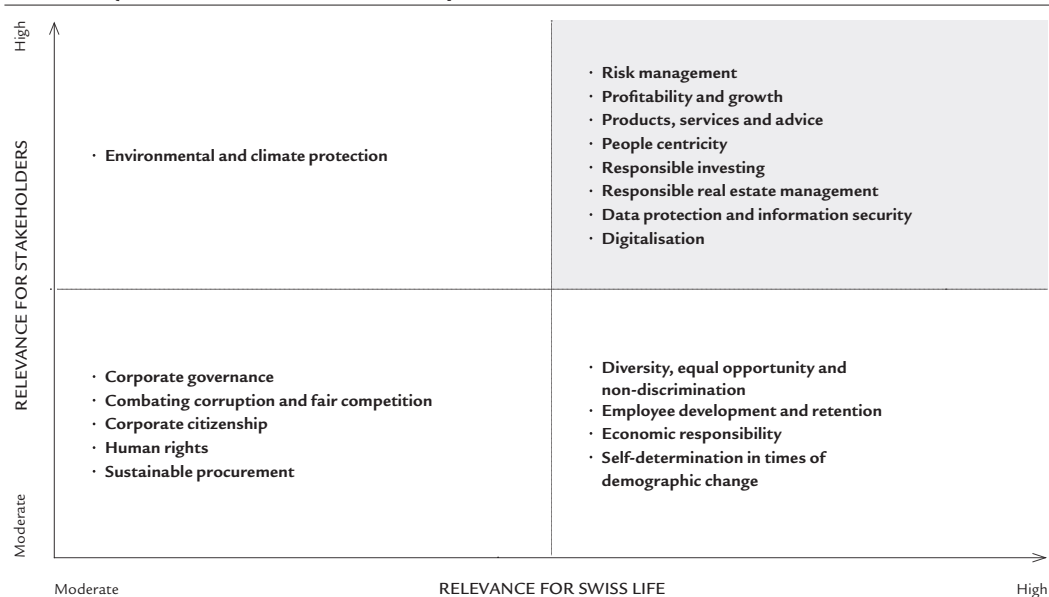 High
RELEVANCE FOR STAKEHOLDERS
Moderate
· Environmental and climate protection
· Risk management
· Profitability and growth
· Products, services and advice
· People centricity
· Responsible investing
· Responsible real estate management
· Data protection and information security
· Digitalisation
· Corporate governance
· Combating corruption and fair competition
· Corporate citizenship
· Human rights
· Sustainable procurement
· Diversity, equal opportunity and
non-discrimination
· Employee development and retention
· Economic responsibility
· Self-determination in times of
demographic change
Moderate
RELEVANCE FOR SWISS LIFE
High